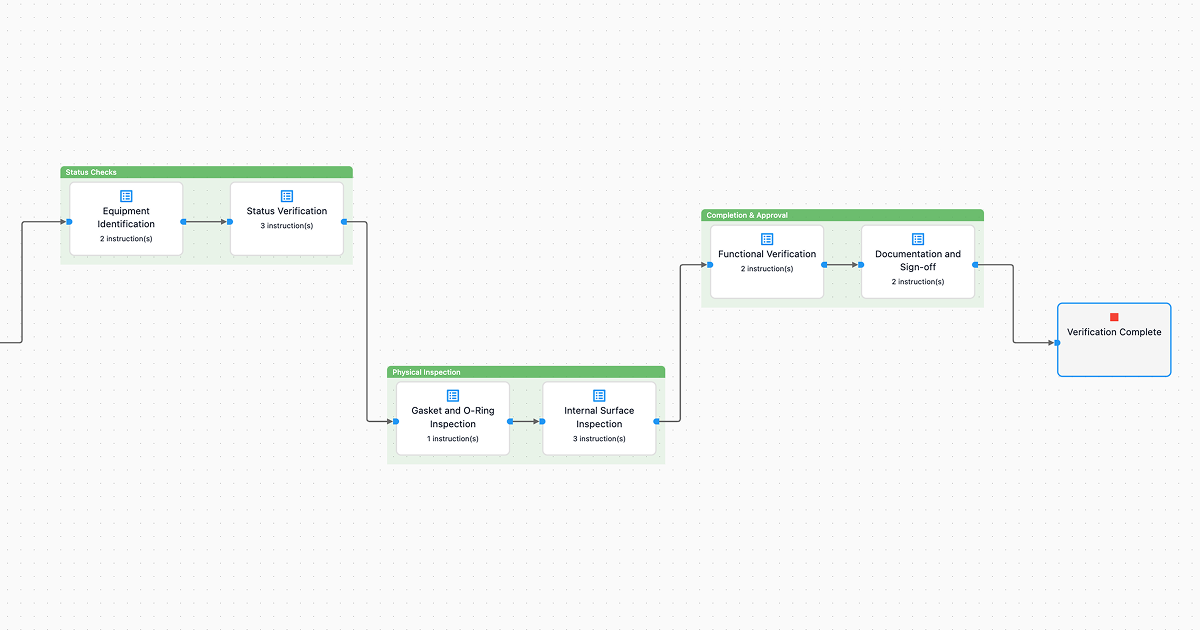 Status Checks
Equipment
Identification
2 instruction(s)
Status Verification
3 instruction(s)
Physical Inspection
Gasket and O-Ring
Inspection
1 instruction(s)
Internal Surface
Inspection
3 instruction(s)
Completion & Approval
Functional Verification
2 instruction(s)
Documentation and
Sign-off
2 instruction(s)
Verification Complete